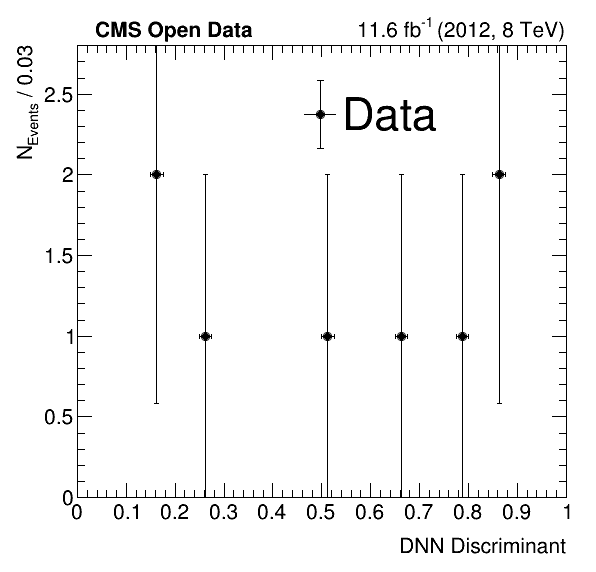 CMS Open Data
11.6 fb⁻¹ (2012, 8 TeV)
N_Events / 0.03
Data
2.5
2
1.5
1
0.5
0
0 0.1 0.2 0.3 0.4 0.5 0.6 0.7 0.8 0.9 1
DNN Discriminant